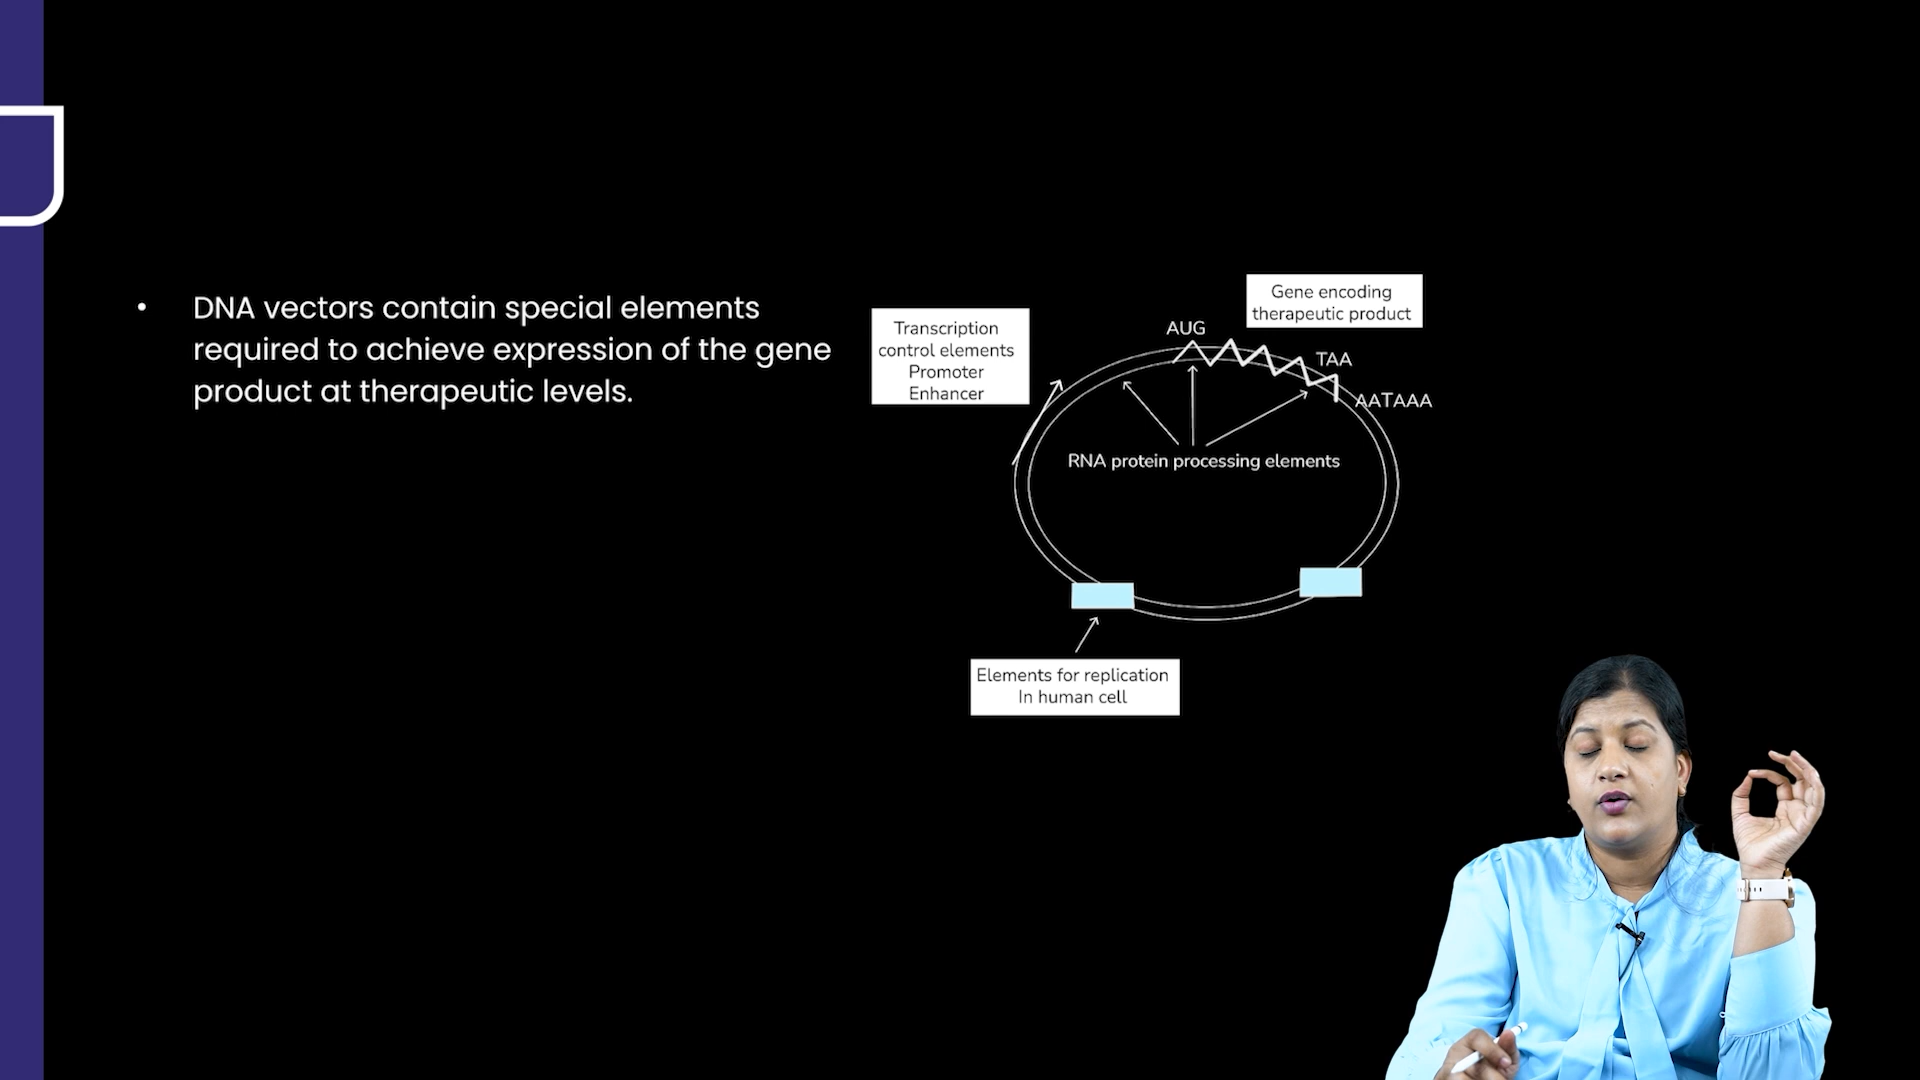 • DNA vectors contain special elements
required to achieve expression of the gene
product at therapeutic levels.
Transcription
control elements
Promoter
Enhancer
Gene encoding
therapeutic product
AUG
TAA
AATAAA
RNA protein processing elements
Elements for replication
In human cell